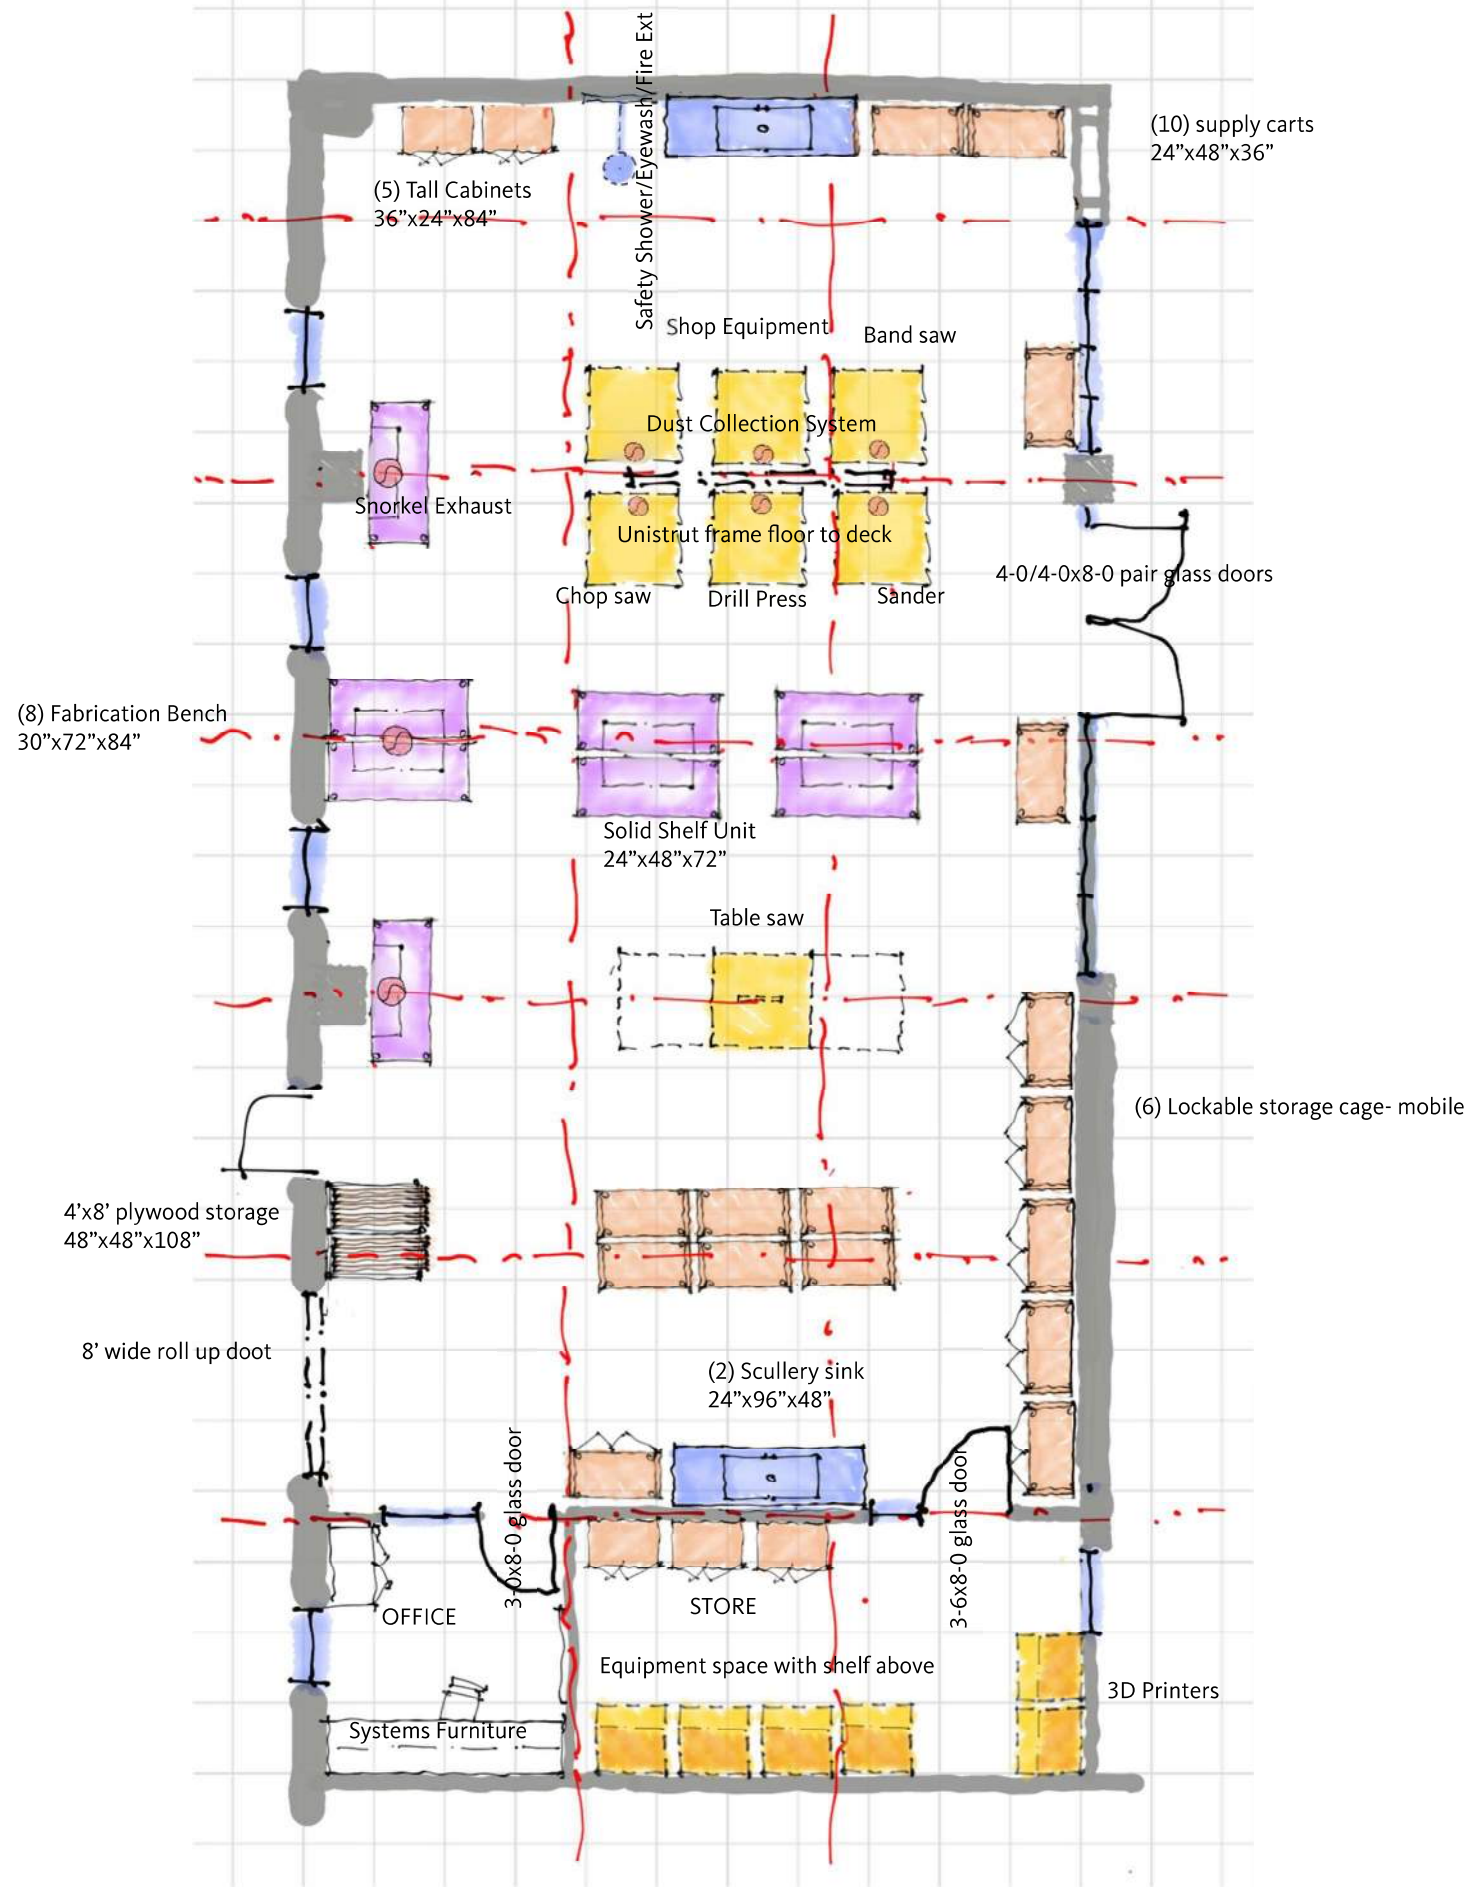 Safety Shower/Eyewash/Fire Ext
(10) supply carts
24”x48”x36”
(5) Tall Cabinets
36”x24”x84”
Shop Equipment
Band saw
Dust Collection System
Snorkel Exhaust
Unistrut frame floor to deck
4-0/4-0x8-0 pair glass doors
Chop saw
Drill Press
Sander
(8) Fabrication Bench
30”x72”x84”
Solid Shelf Unit
24”x48”x72”
Table saw
(6) Lockable storage cage- mobile
4’x8’ plywood storage
48”x48”x108”
8’ wide roll up doot
(2) Scullery sink
24”x96”x48”
3-0x8-0 glass door
3-6x8-0 glass door
OFFICE
STORE
Equipment space with shelf above
3D Printers
Systems Furniture